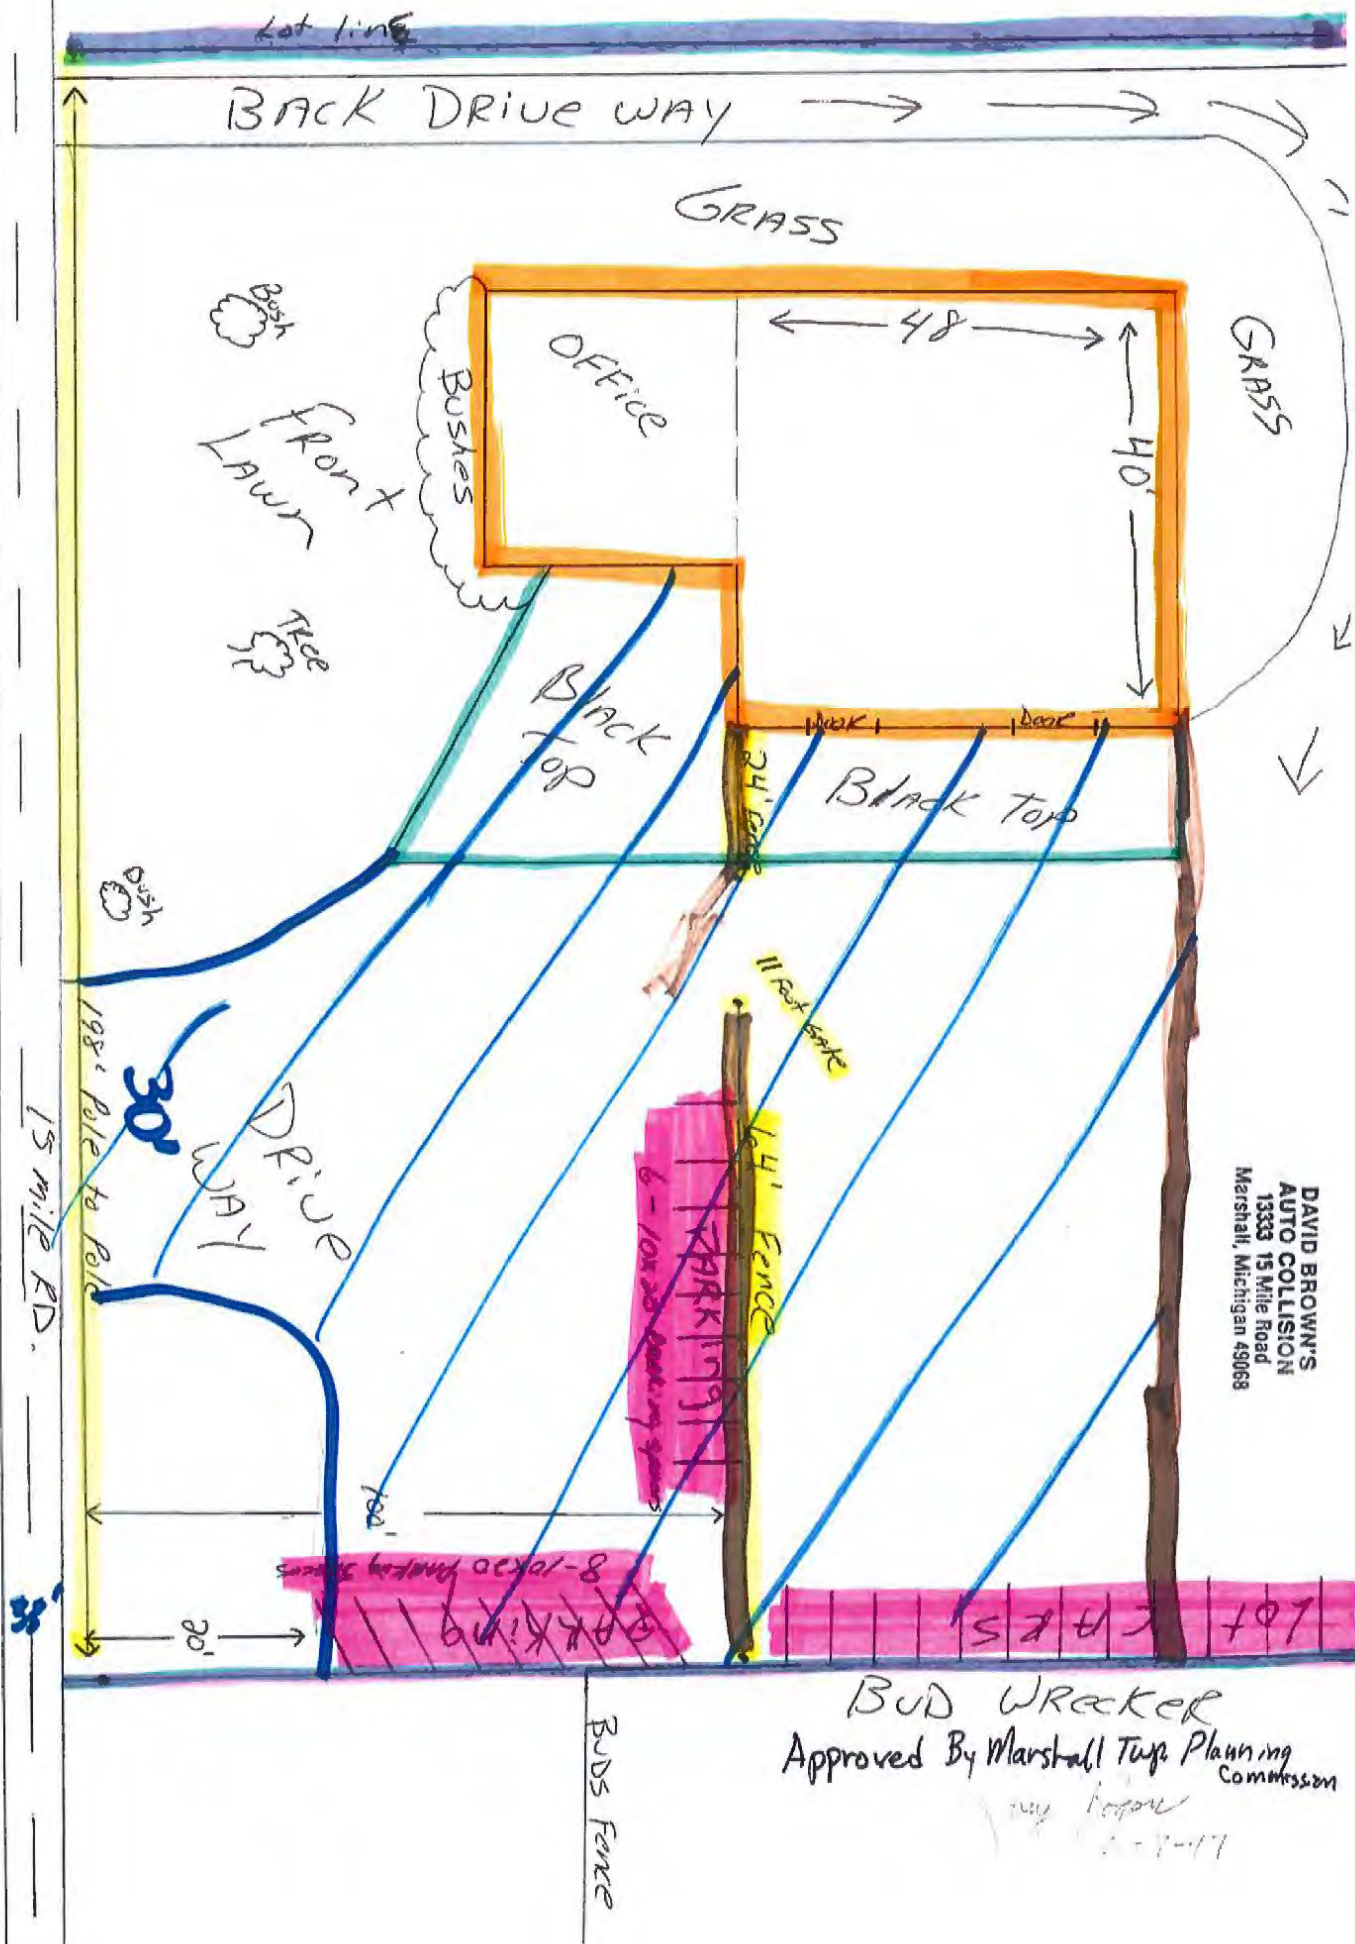 Lot line
BACK DRIVE WAY
GRASS
GRASS
Bush
48
40'
OFFice
Bushes
FRont
LAWN
TRee
Black
Top
Door
Door
24' Fence
BlACK Top
Bush
11 Foot Gate
198' Pole to Pole
30'
DRive
WAY
15 mile RD.
64' Fence
PARKing
6-10x20 Parking spaces
DAVID BROWN'S
AUTO COLLISION
13333 15 Mile Road
Marshall, Michigan 49068
100'
8-10x20 Parking Spaces
PARKing
20'
38'
LOT
BUD WRecKeR
Approved By Marshall Twp. Planning
Commission
BUDS Fence